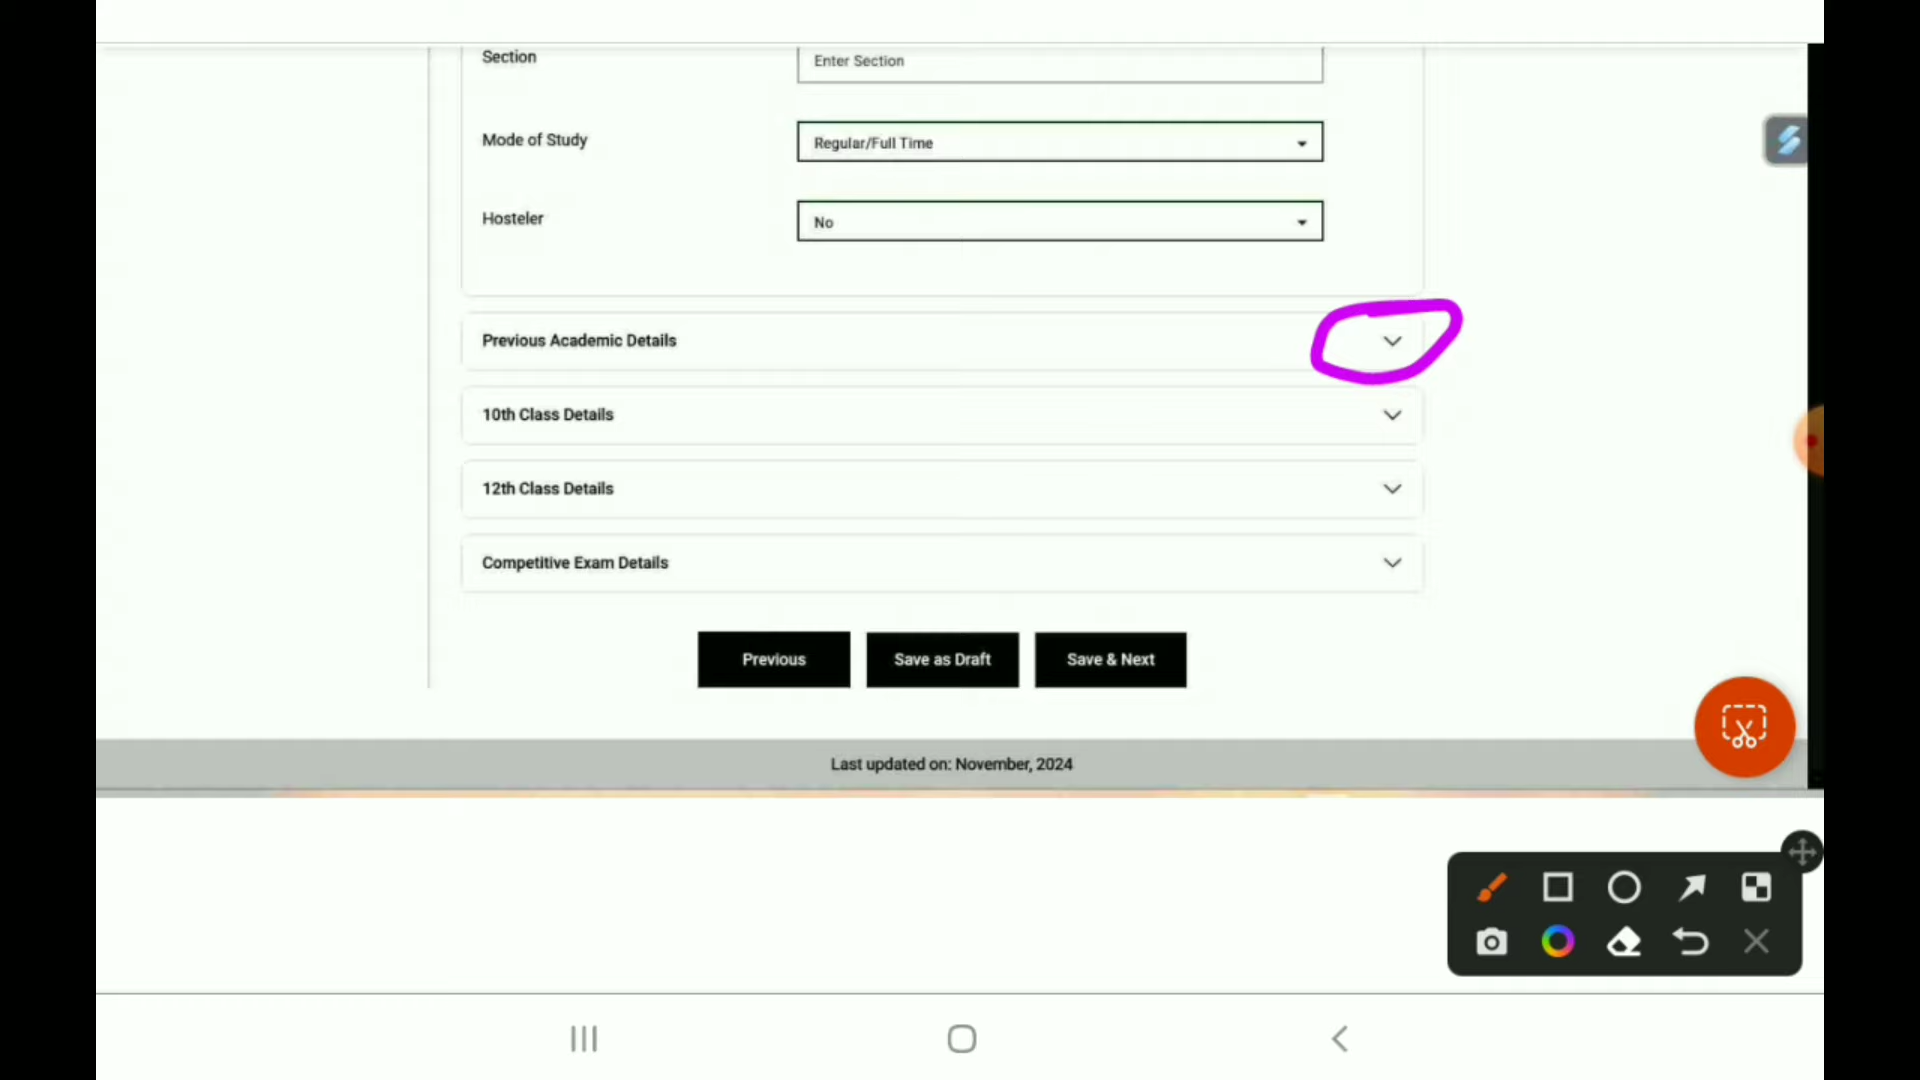 Section
Enter Section
Mode of Study
Regular/Full Time
Hosteler
No
Previous Academic Details
10th Class Details
12th Class Details
Competitive Exam Details
Previous
Save as Draft
Save & Next
Last updated on: November, 2024